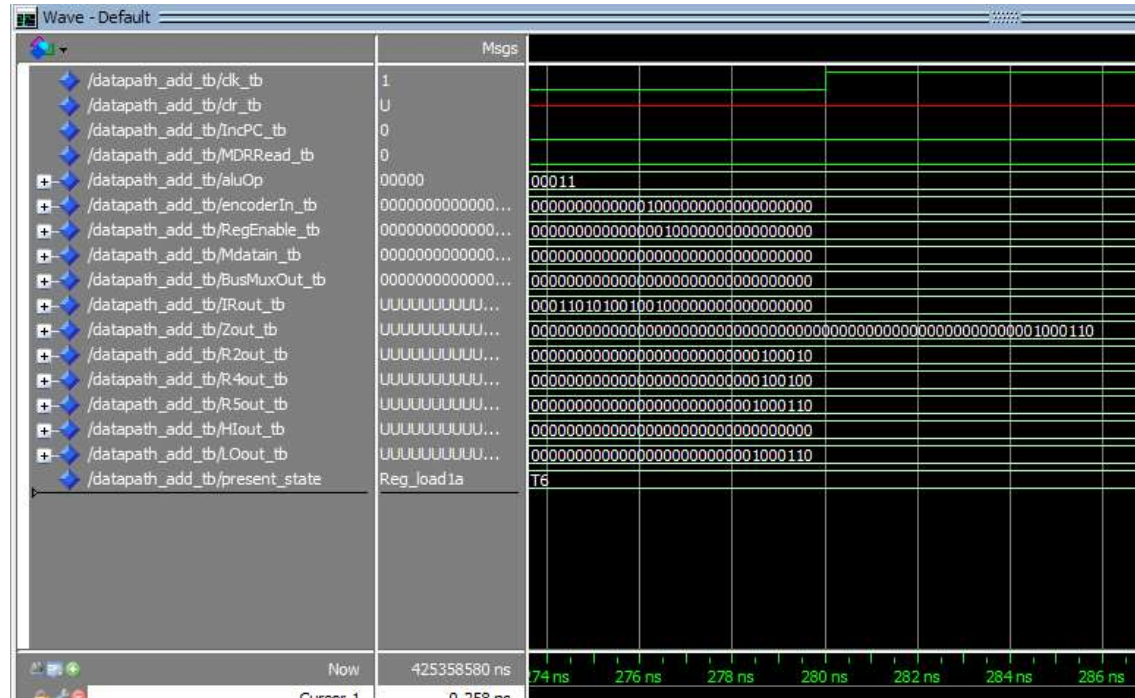 Wave - Default
Msgs
/datapath_add_tb/clk_tb 1
/datapath_add_tb/clr_tb U
/datapath_add_tb/IncPC_tb 0
/datapath_add_tb/MDRRead_tb 0
/datapath_add_tb/aluOp 00000 00011
/datapath_add_tb/encoderIn_tb 0000000000000... 00000000000001000000000000000000
/datapath_add_tb/RegEnable_tb 0000000000000... 00000000000000010000000000000000
/datapath_add_tb/Mdatain_tb 0000000000000... 00000000000000000000000000000000
/datapath_add_tb/BusMuxOut_tb 0000000000000... 00000000000000000000000000000000
/datapath_add_tb/IRout_tb UUUUUUUUUU... 00011010100100100000000000000000
/datapath_add_tb/Zout_tb UUUUUUUUUU... 0000000000000000000000000000000000000000000000000000000001000110
/datapath_add_tb/R2out_tb UUUUUUUUUU... 00000000000000000000000000100010
/datapath_add_tb/R4out_tb UUUUUUUUUU... 00000000000000000000000000100100
/datapath_add_tb/R5out_tb UUUUUUUUUU... 00000000000000000000000001000110
/datapath_add_tb/HIout_tb UUUUUUUUUU... 00000000000000000000000000000000
/datapath_add_tb/LOout_tb UUUUUUUUUU... 00000000000000000000000001000110
/datapath_add_tb/present_state Reg_load1a T6
Now 425358580 ns 74 ns 276 ns 278 ns 280 ns 282 ns 284 ns 286 ns
Cursor 1 0.258 ns